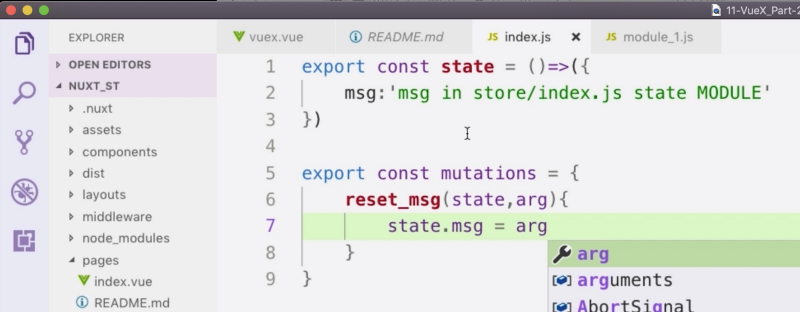 11-VueX_Part-2
EXPLORER
OPEN EDITORS
NUXT_ST
.nuxt
assets
components
dist
layouts
middleware
node_modules
pages
index.vue
README.md
vuex.vue
README.md
JS index.js
JS module_1.js
1 export const state = ()=>({
2 msg:'msg in store/index.js state MODULE'
3 })
4
5 export const mutations = {
6 reset_msg(state,arg){
7 state.msg = arg
8 }
9 }
arg
arguments
AbortSignal